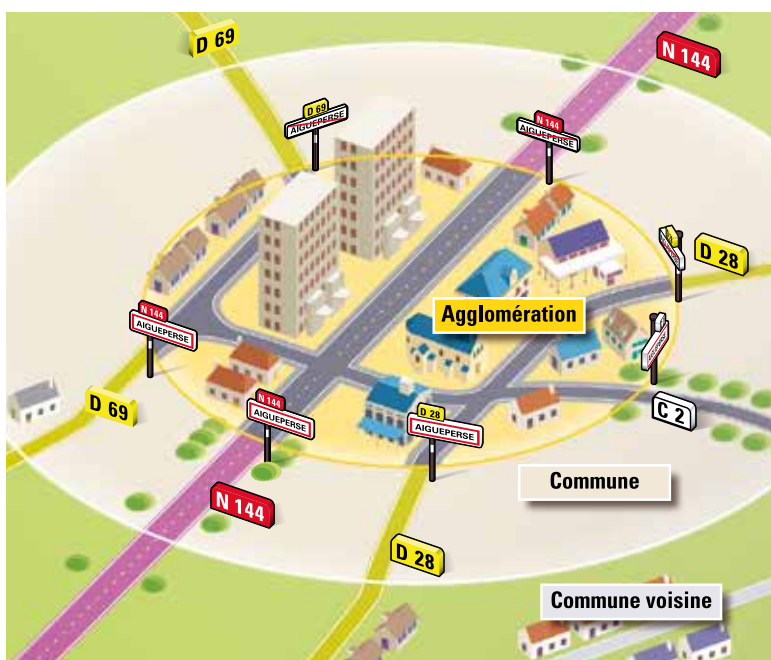 D 69
N 144
D 69
AIGUEPERSE
N 144
AIGUEPERSE
D 28
Agglomération
N 144
AIGUEPERSE
D 69
N 144
AIGUEPERSE
D 28
AIGUEPERSE
C 2
Commune
N 144
D 28
Commune voisine